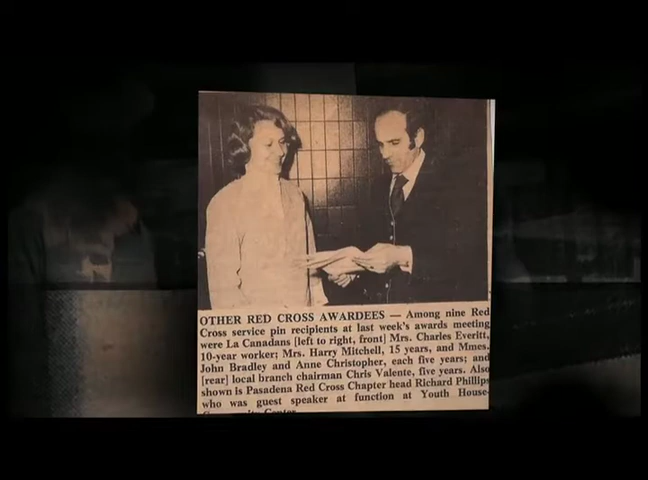 OTHER RED CROSS AWARDEES — Among nine Red
Cross service pin recipients at last week's awards meeting
were La Canadans [left to right, front] Mrs. Charles Everitt,
10-year worker; Mrs. Harry Mitchell, 15 years, and Mmes.
John Bradley and Anne Christopher, each five years; and
[rear] local branch chairman Chris Valente, five years. Also
shown is Pasadena Red Cross Chapter head Richard Phillips
who was guest speaker at function at Youth House-
Community Center.